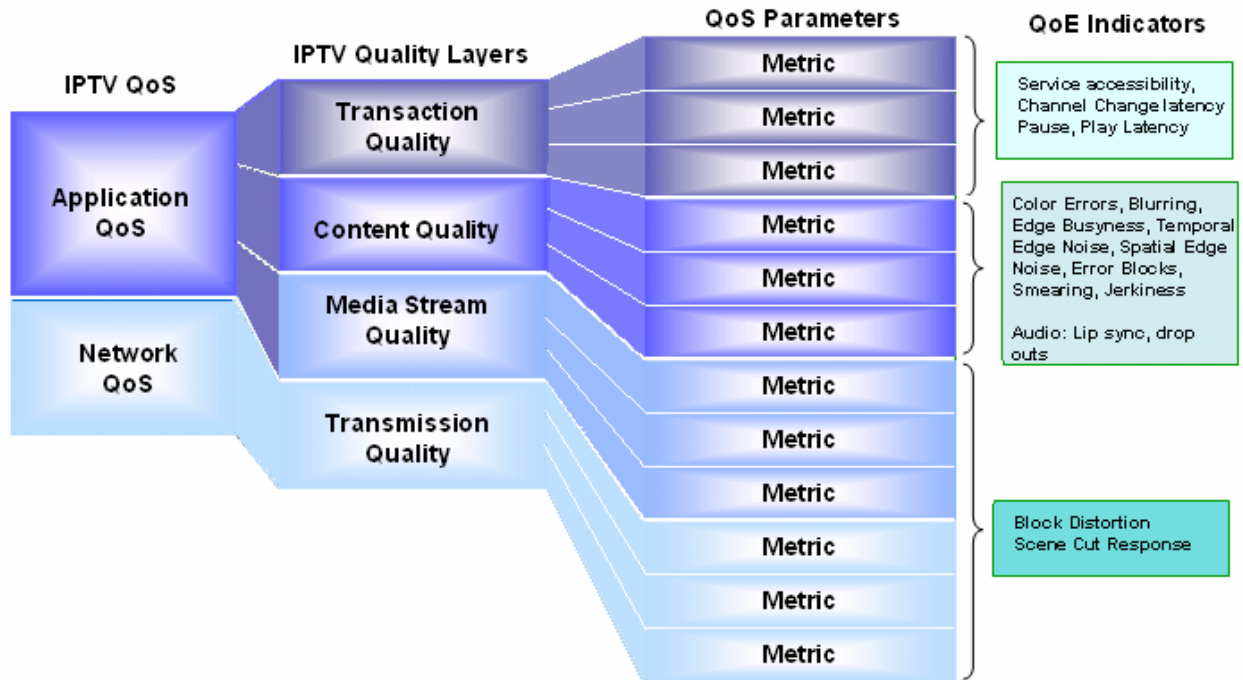 IPTV QoS
Application
QoS
Network
QoS
IPTV Quality Layers
Transaction
Quality
Content Quality
Media Stream
Quality
Transmission
Quality
QoS Parameters
Metric
Metric
Metric
Metric
Metric
Metric
Metric
Metric
Metric
Metric
Metric
Metric
QoE Indicators
Service accessibility,
Channel Change latency
Pause, Play Latency
Color Errors, Blurring,
Edge Busyness, Temporal
Edge Noise, Spatial Edge
Noise, Error Blocks,
Smearing, Jerkiness
Audio: Lip sync, drop
outs
Block Distortion
Scene Cut Response